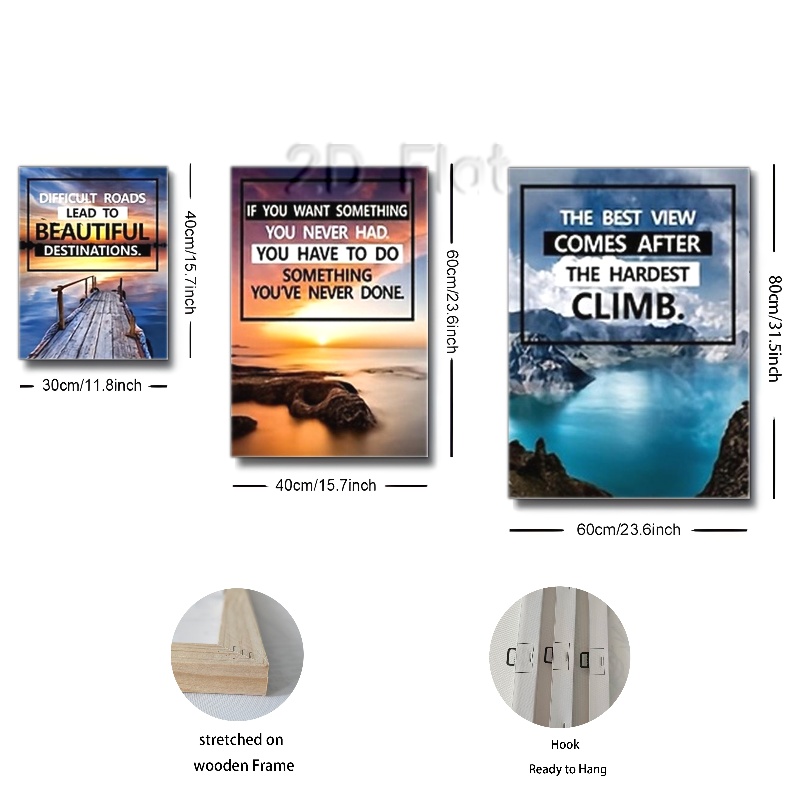 2D Flat
DIFFICULT ROADS
LEAD TO
BEAUTIFUL
DESTINATIONS.
40cm/15.7inch
30cm/11.8inch
IF YOU WANT SOMETHING
YOU NEVER HAD.
YOU HAVE TO DO
SOMETHING
YOU'VE NEVER DONE.
60cm/23.6inch
40cm/15.7inch
THE BEST VIEW
COMES AFTER
THE HARDEST
CLIMB.
80cm/31.5inch
60cm/23.6inch
stretched on
wooden Frame
Hook
Ready to Hang